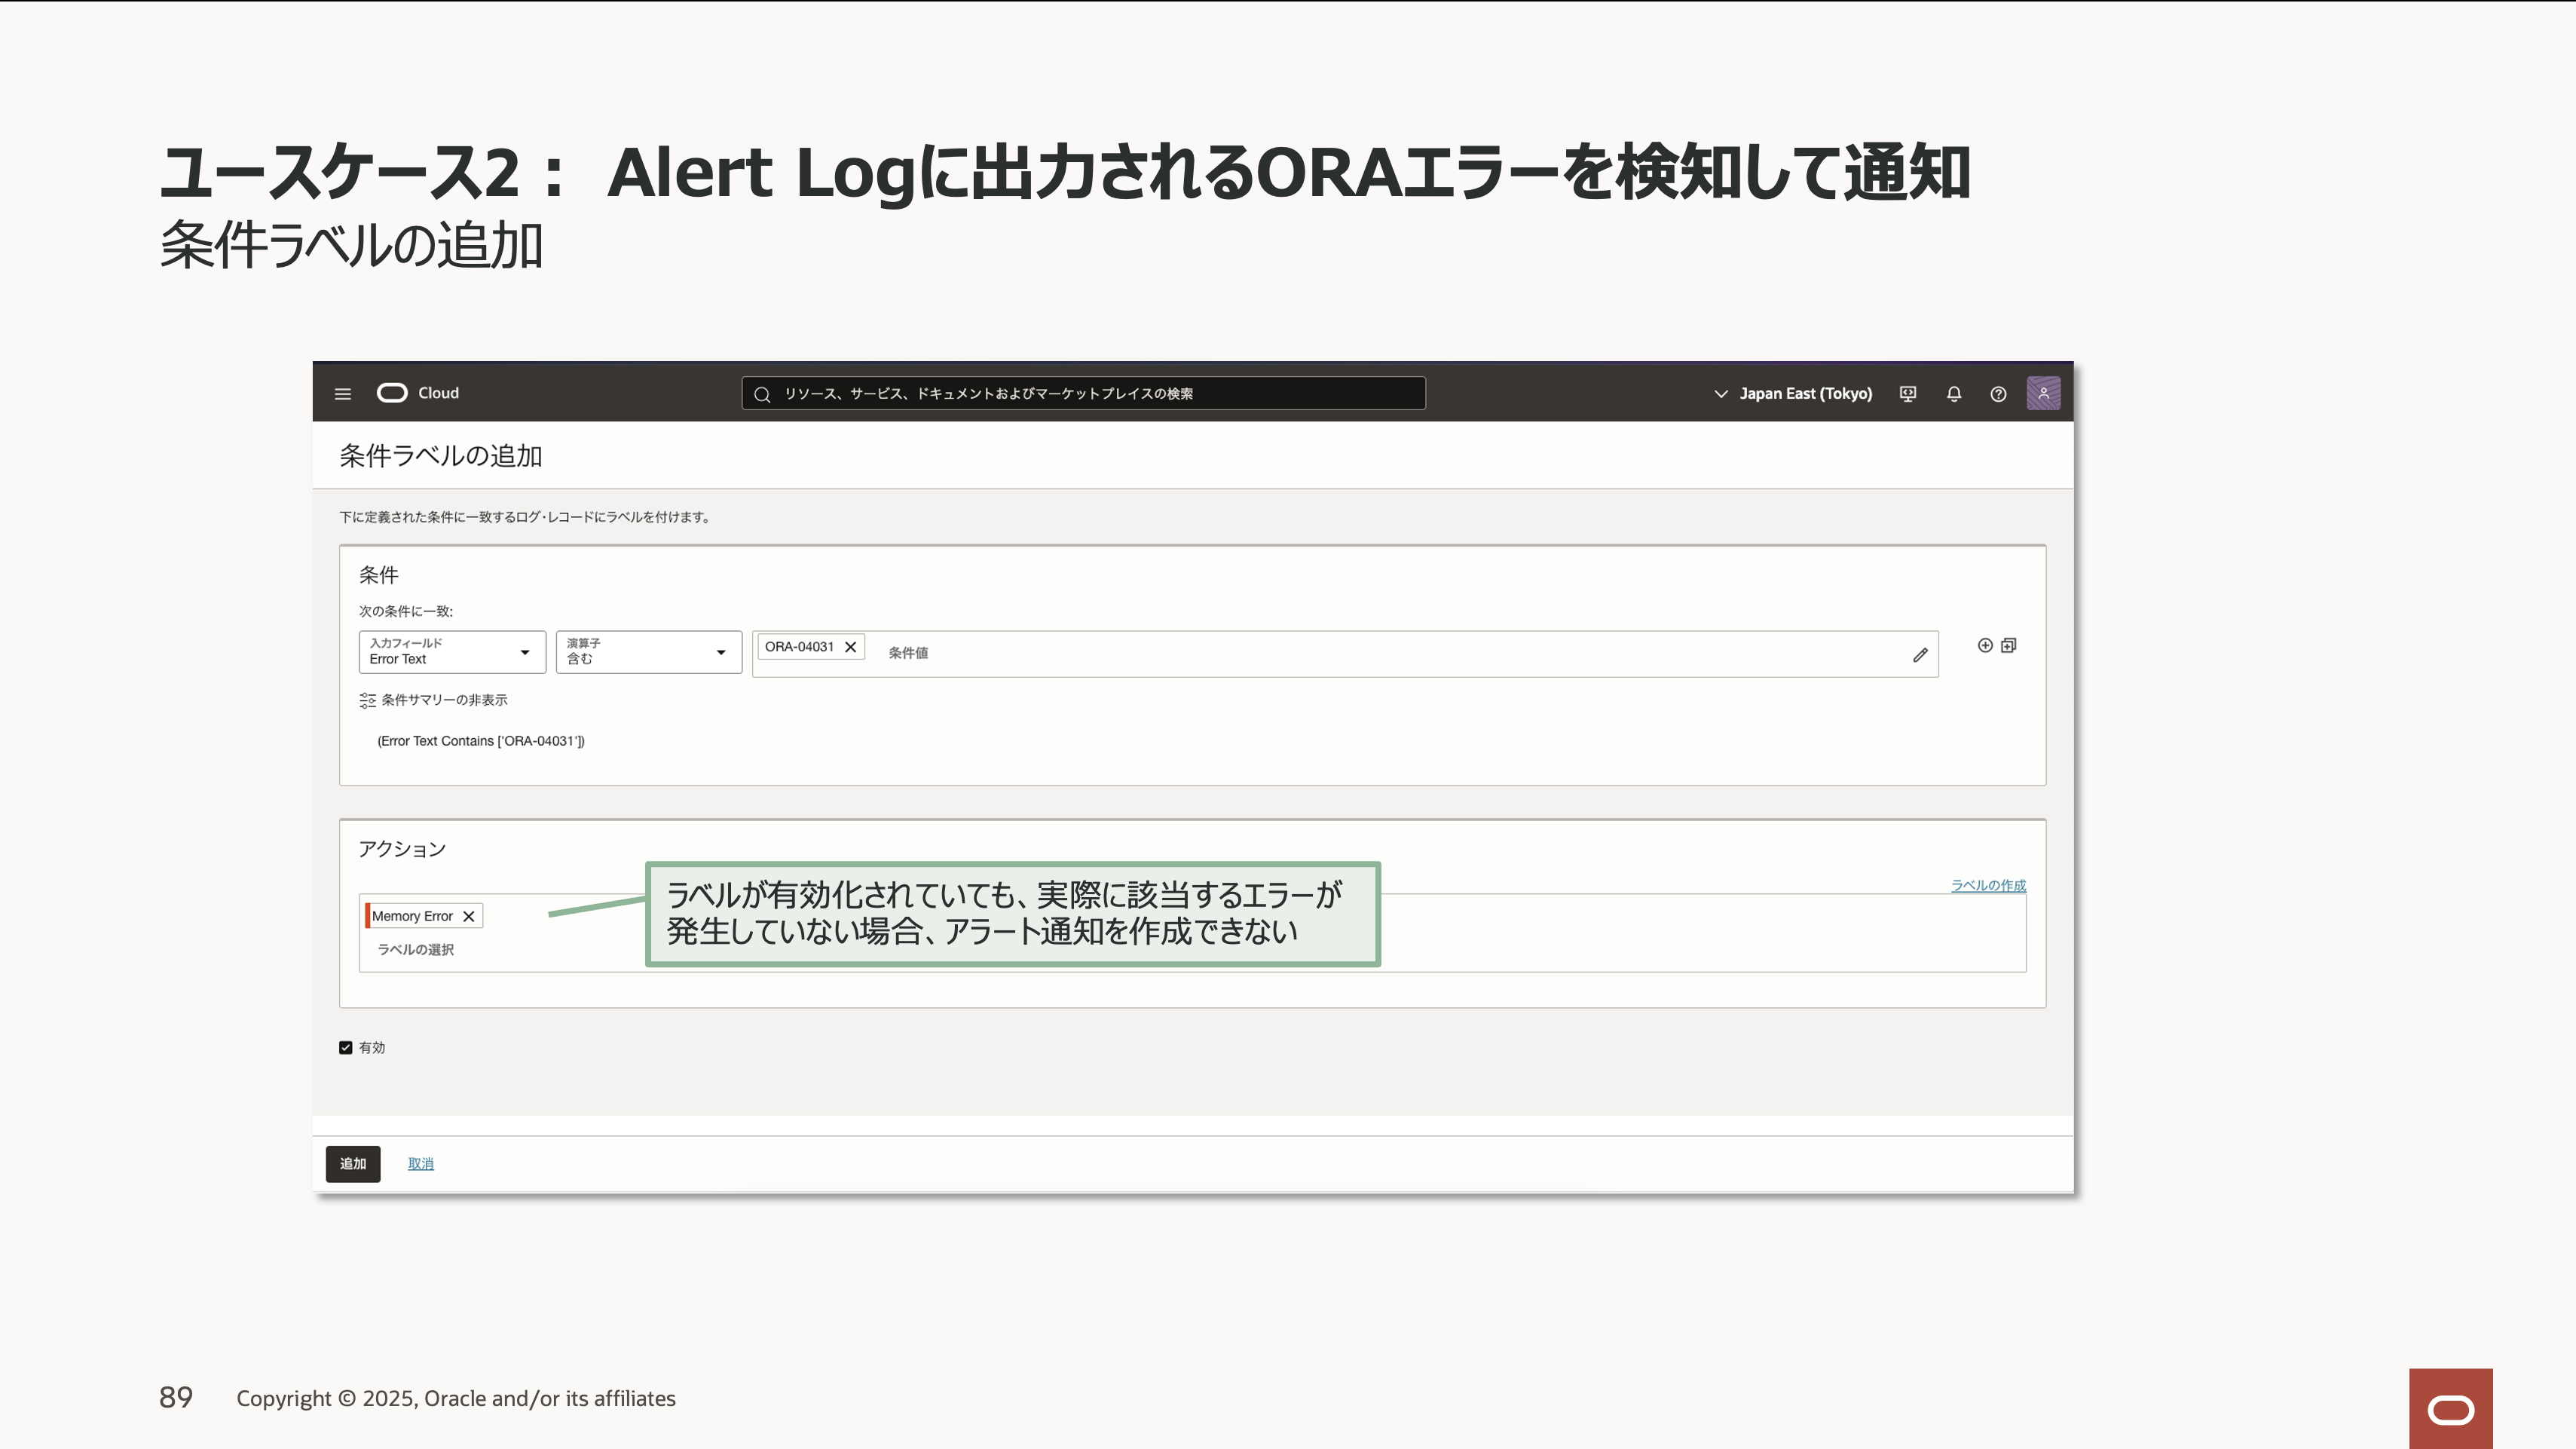 ユースケース2： Alert Logに出力されるORAエラーを検知して通知
条件ラベルの追加
Cloud
リソース、サービス、ドキュメントおよびマーケットプレイスの検索
Japan East (Tokyo)
条件ラベルの追加
下に定義された条件に一致するログ・レコードにラベルを付けます。
条件
次の条件に一致:
入力フィールド
Error Text
演算子
含む
ORA-04031
条件値
条件サマリーの非表示
(Error Text Contains ['ORA-04031'])
アクション
ラベルの作成
Memory Error
ラベルの選択
ラベルが有効化されていても、実際に該当するエラーが
発生していない場合、アラート通知を作成できない
有効
追加
取消
89
Copyright © 2025, Oracle and/or its affiliates